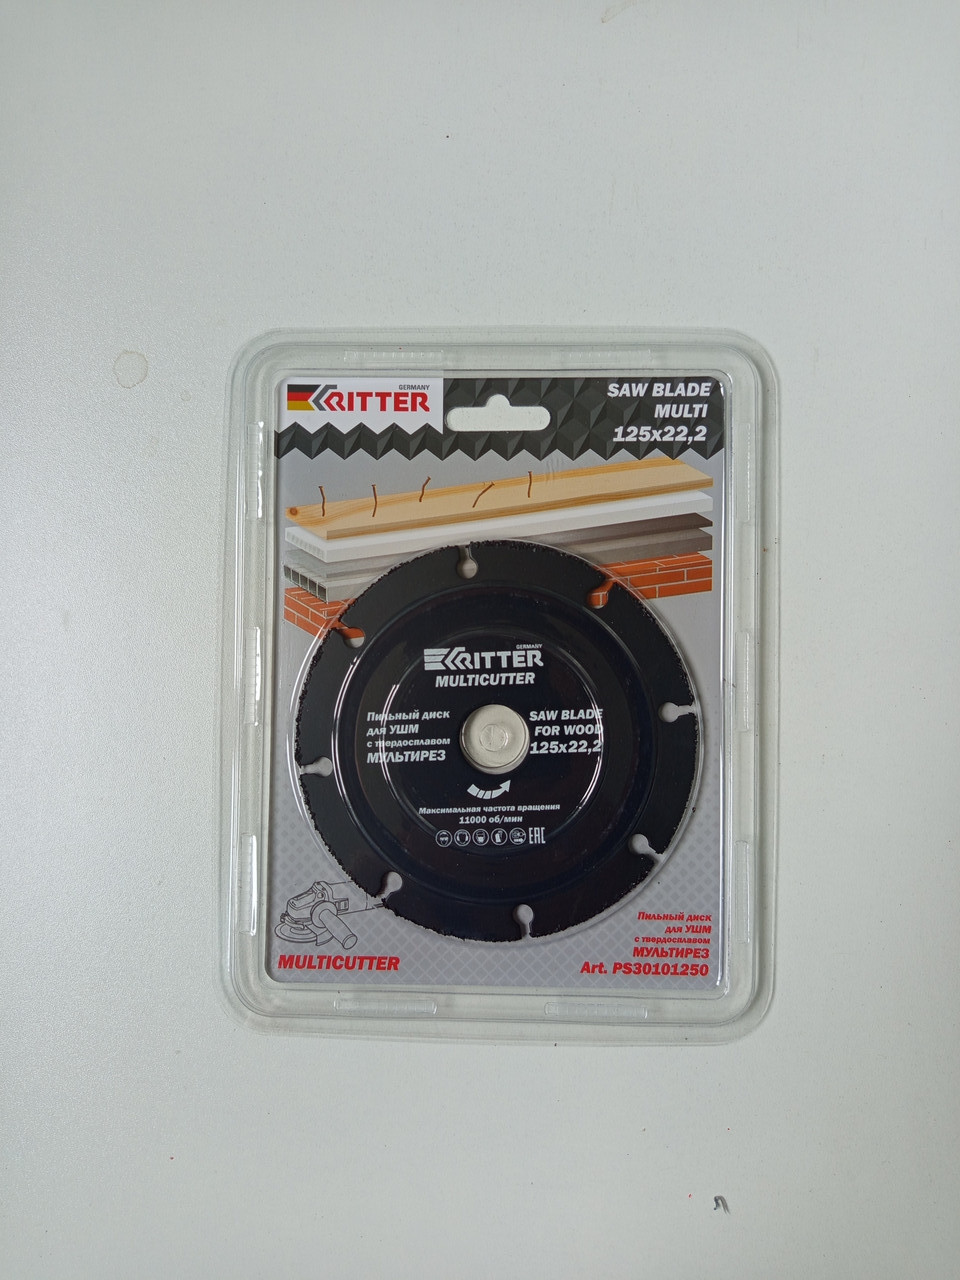 GERMANY
RITTER
SAW BLADE
MULTI
125x22,2
GERMANY
RITTER
MULTICUTTER
Пильный диск
для УШМ
с твердосплавом
МУЛЬТИРЕЗ
SAW BLADE
FOR WOOD
125x22,2
Максимальная частота вращения
11000 об/мин
EAC
MULTICUTTER
Пильный диск
для УШМ
с твердосплавом
МУЛЬТИРЕЗ
Art. PS30101250